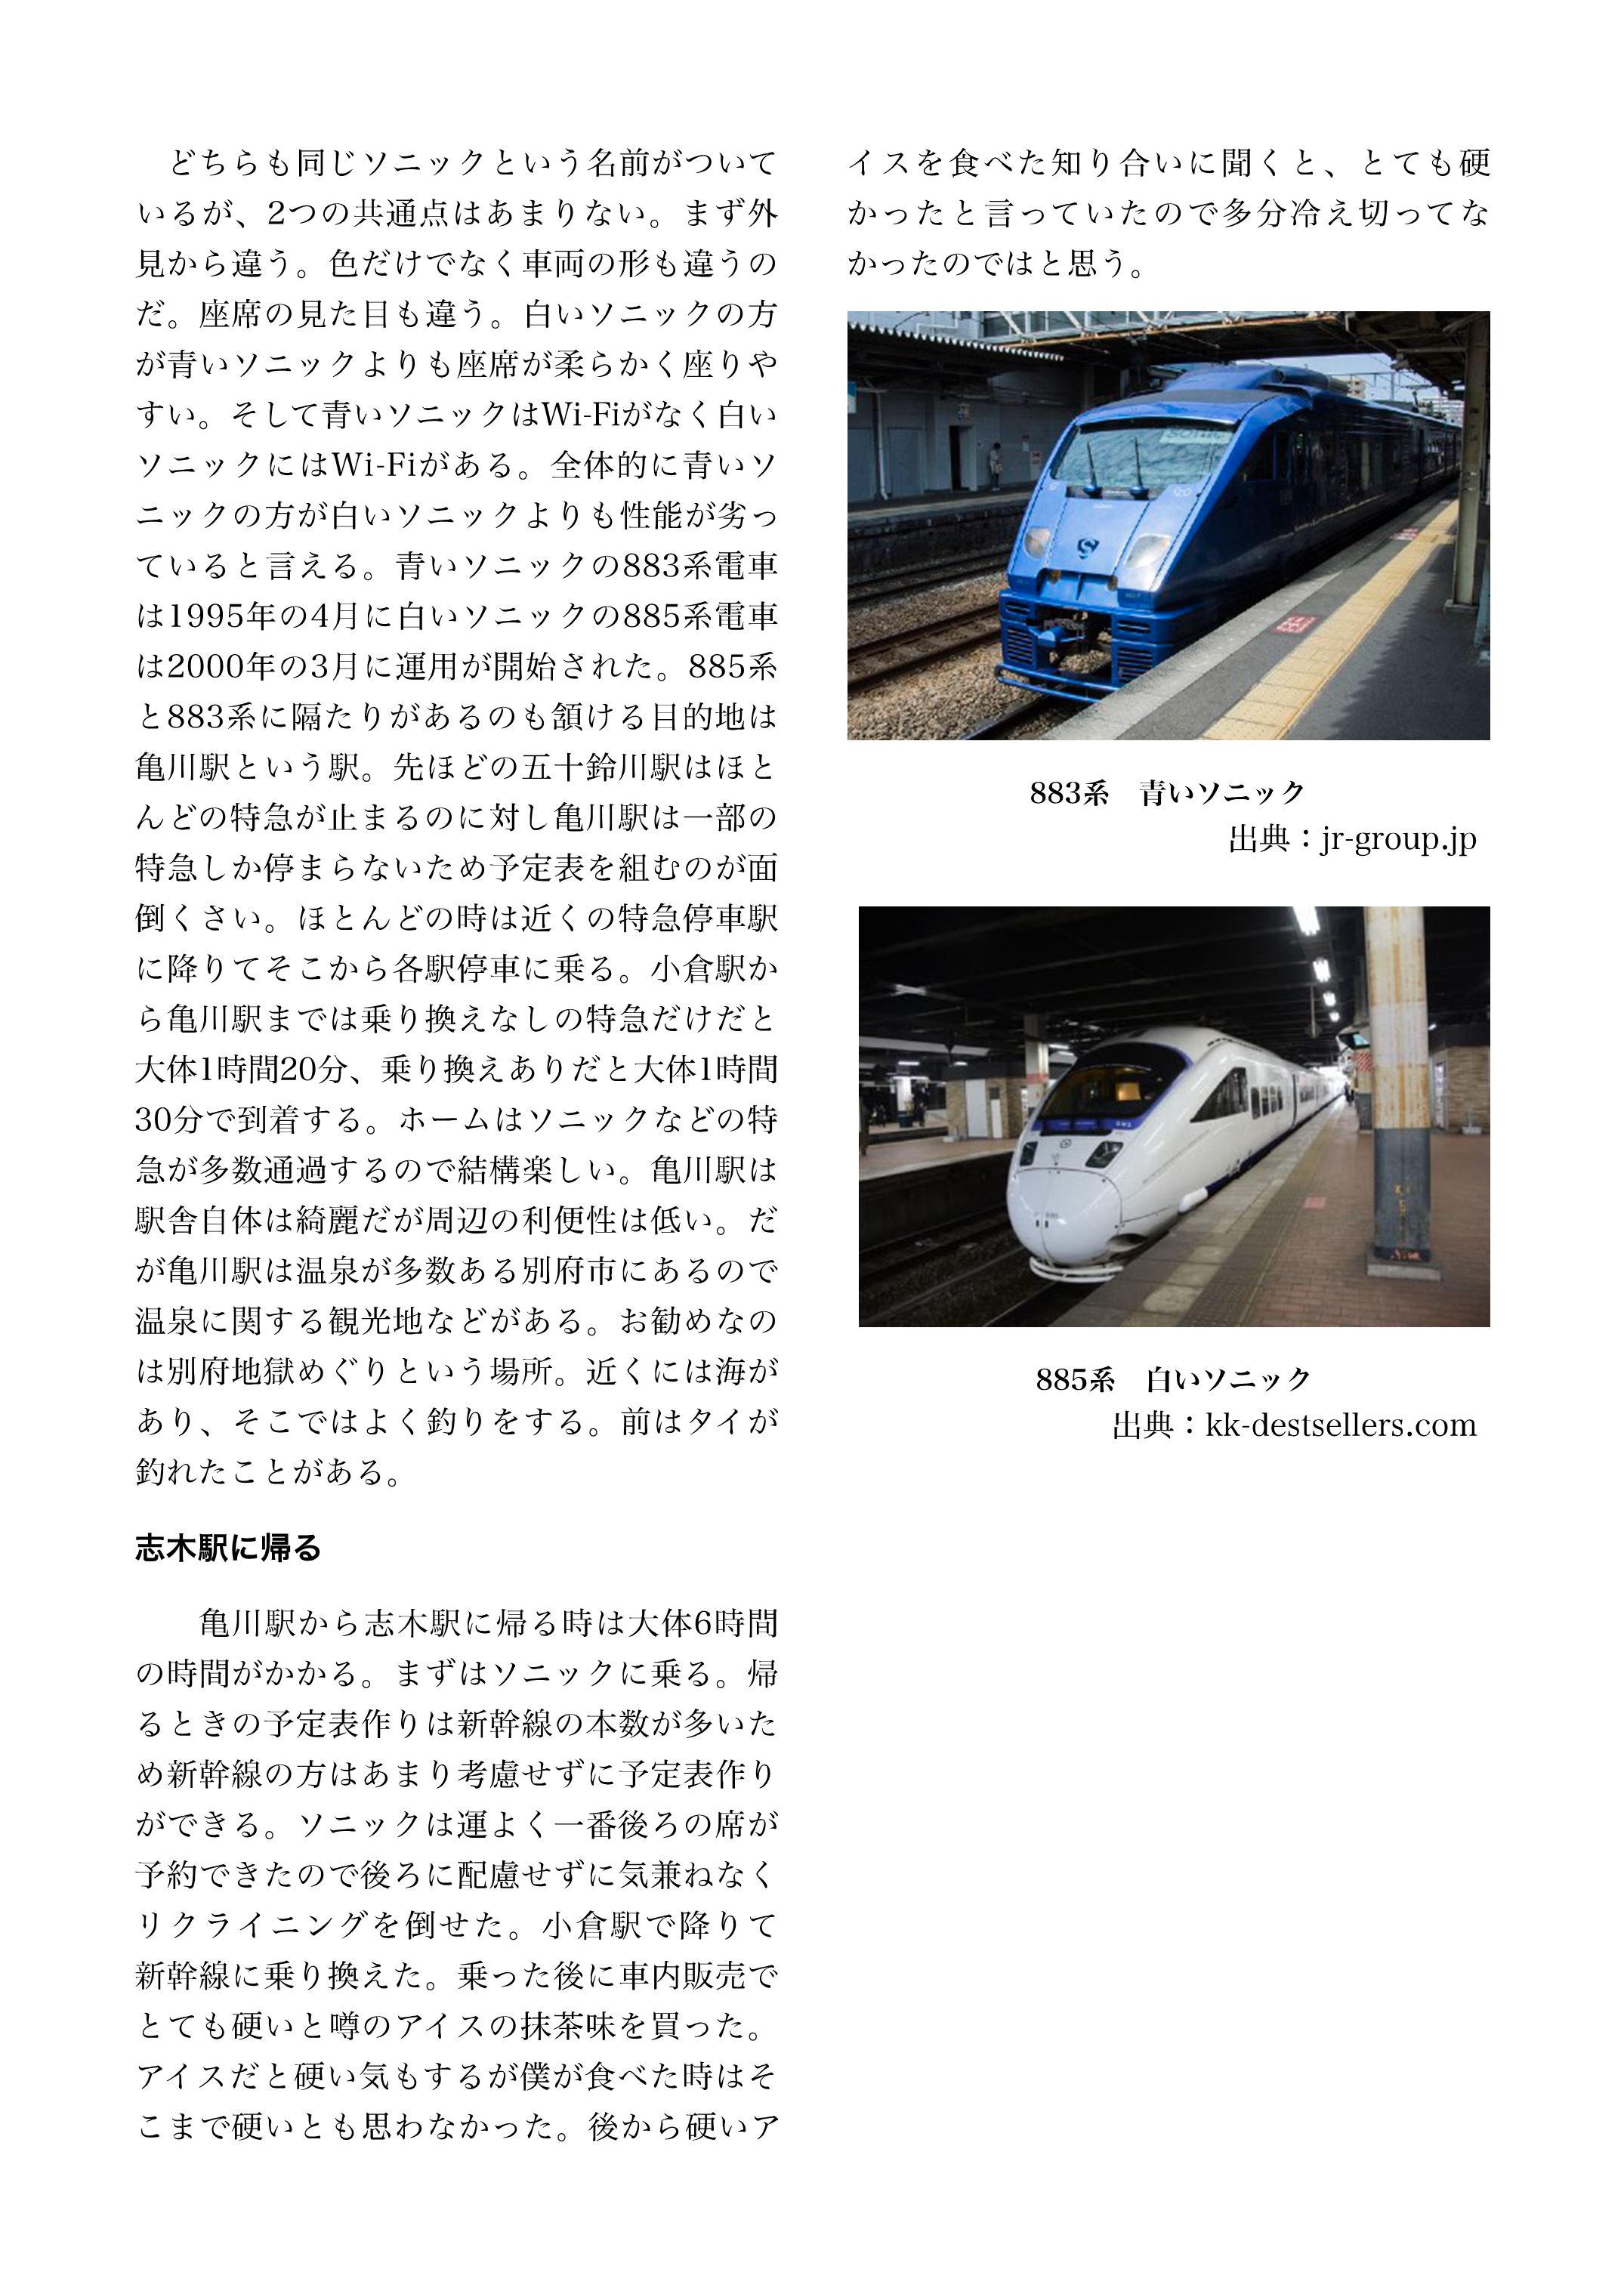 どちらも同じソニックという名前がついて
いるが、2つの共通点はあまりない。まず外
見から違う。色だけでなく車両の形も違うの
だ。座席の見た目も違う。白いソニックの方
が青いソニックよりも座席が柔らかく座りや
すい。そして青いソニックはWi-Fiがなく白い
ソニックにはWi-Fiがある。全体的に青いソ
ニックの方が白いソニックよりも性能が劣っ
ていると言える。青いソニックの883系電車
は1995年の4月に白いソニックの885系電車
は2000年の3月に運用が開始された。885系
と883系に隔たりがあるのも頷ける目的地は
亀川駅という駅。先ほどの五十鈴川駅はほと
んどの特急が止まるのに対し亀川駅は一部の
特急しか停まらないため予定表を組むのが面
倒くさい。ほとんどの時は近くの特急停車駅
に降りてそこから各駅停車に乗る。小倉駅か
ら亀川駅までは乗り換えなしの特急だけだと
大体1時間20分、乗り換えありだと大体1時間
30分で到着する。ホームはソニックなどの特
急が多数通過するので結構楽しい。亀川駅は
駅舎自体は綺麗だが周辺の利便性は低い。だ
が亀川駅は温泉が多数ある別府市にあるので
温泉に関する観光地などがある。お勧めなの
は別府地獄めぐりという場所。近くには海が
あり、そこではよく釣りをする。前はタイが
釣れたことがある。
志木駅に帰る
亀川駅から志木駅に帰る時は大体6時間
の時間がかかる。まずはソニックに乗る。帰
るときの予定表作りは新幹線の本数が多いた
め新幹線の方はあまり考慮せずに予定表作り
ができる。ソニックは運よく一番後ろの席が
予約できたので後ろに配慮せずに気兼ねなく
リクライニングを倒せた。小倉駅で降りて
新幹線に乗り換えた。乗った後に車内販売で
とても硬いと噂のアイスの抹茶味を買った。
アイスだと硬い気もするが僕が食べた時はそ
こまで硬いとも思わなかった。後から硬いア
イスを食べた知り合いに聞くと、とても硬
かったと言っていたので多分冷え切ってな
かったのではと思う。
883系　青いソニック
出典：jr-group.jp
885系　白いソニック
出典：kk-destsellers.com